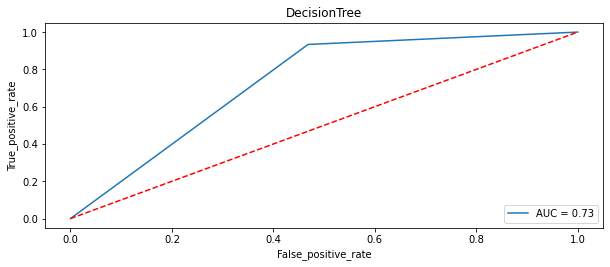 DecisionTree
1.0
0.8
0.6
0.4
0.2
0.0
True_positive_rate
AUC = 0.73
0.0 0.2 0.4 0.6 0.8 1.0
False_positive_rate